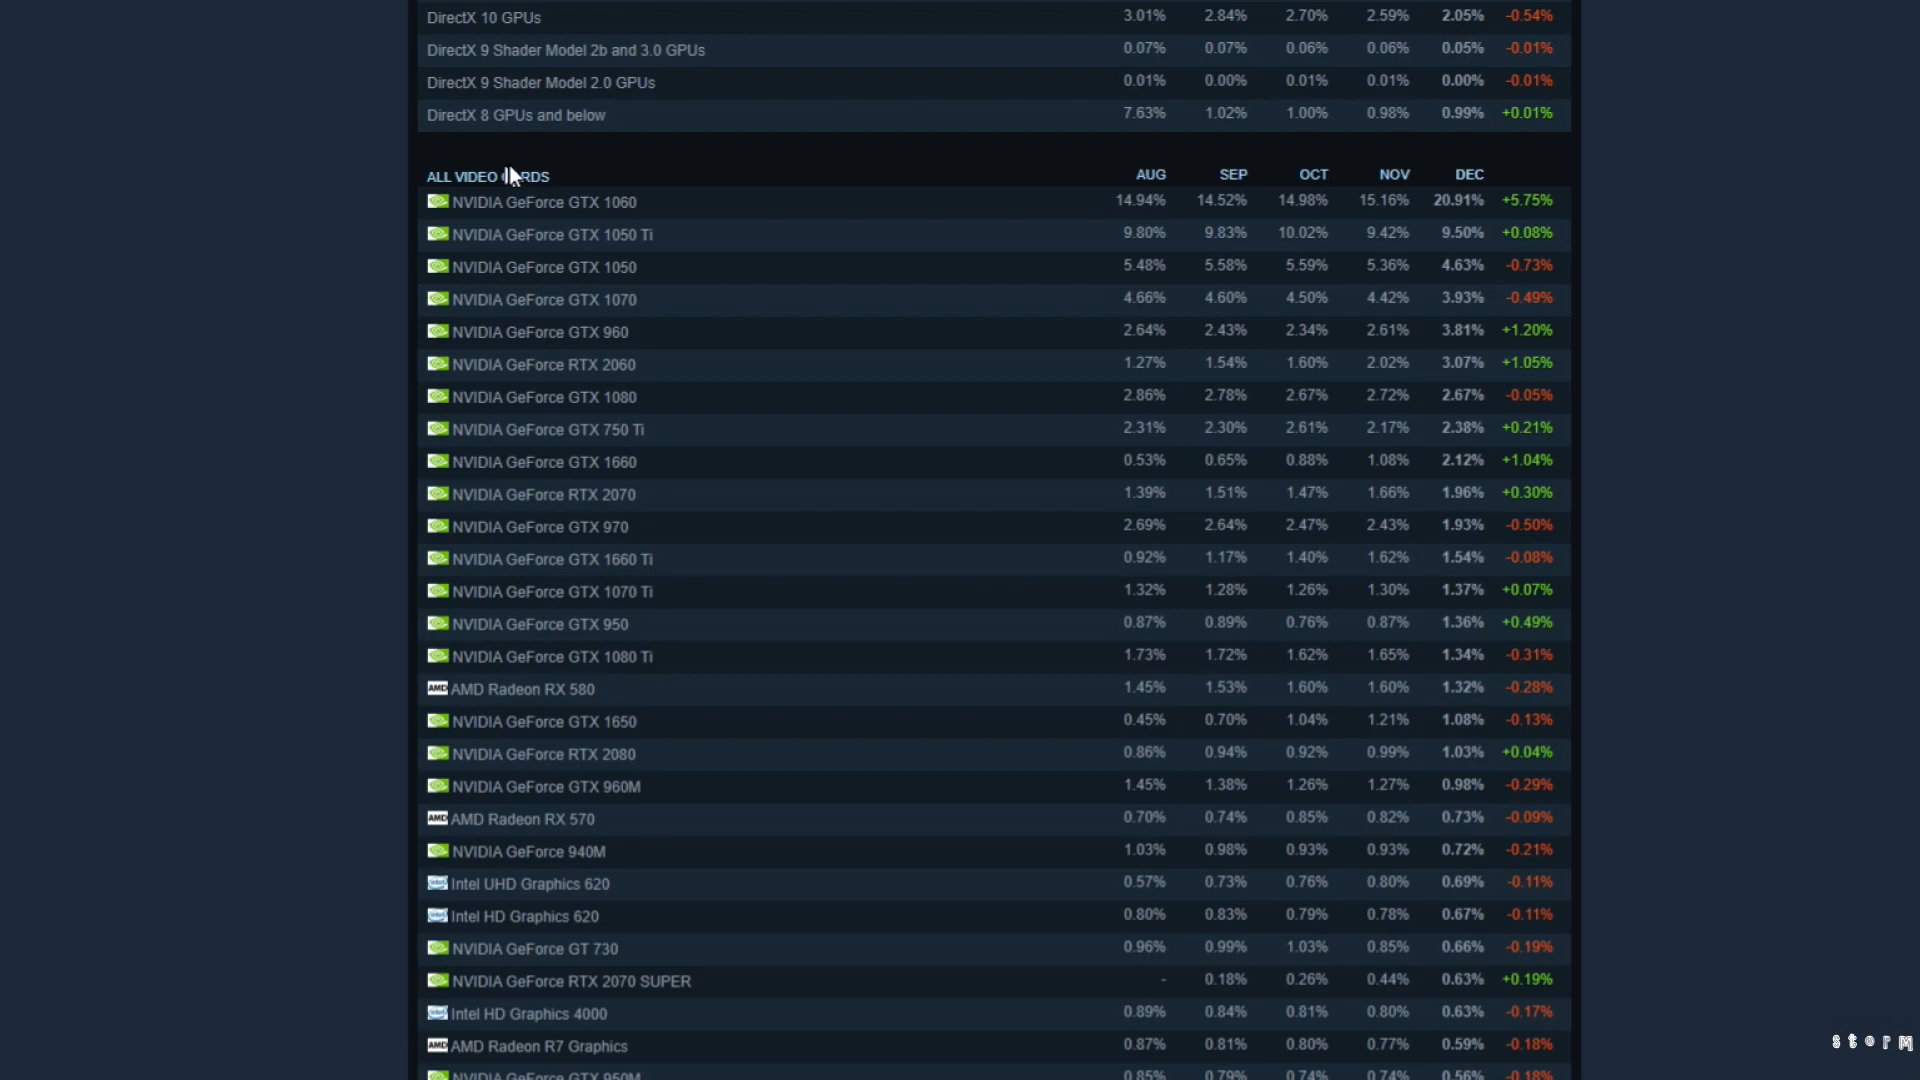 DirectX 10 GPUs 3.01% 2.84% 2.70% 2.59% 2.05% -0.54%
DirectX 9 Shader Model 2b and 3.0 GPUs 0.07% 0.07% 0.06% 0.06% 0.05% -0.01%
DirectX 9 Shader Model 2.0 GPUs 0.01% 0.00% 0.01% 0.01% 0.00% -0.01%
DirectX 8 GPUs and below 7.63% 1.02% 1.00% 0.98% 0.99% +0.01%
ALL VIDEO CARDS AUG SEP OCT NOV DEC
NVIDIA GeForce GTX 1060 14.94% 14.52% 14.98% 15.16% 20.91% +5.75%
NVIDIA GeForce GTX 1050 Ti 9.80% 9.83% 10.02% 9.42% 9.50% +0.08%
NVIDIA GeForce GTX 1050 5.48% 5.58% 5.59% 5.36% 4.63% -0.73%
NVIDIA GeForce GTX 1070 4.66% 4.60% 4.50% 4.42% 3.93% -0.49%
NVIDIA GeForce GTX 960 2.64% 2.43% 2.34% 2.61% 3.81% +1.20%
NVIDIA GeForce RTX 2060 1.27% 1.54% 1.60% 2.02% 3.07% +1.05%
NVIDIA GeForce GTX 1080 2.86% 2.78% 2.67% 2.72% 2.67% -0.05%
NVIDIA GeForce GTX 750 Ti 2.31% 2.30% 2.61% 2.17% 2.38% +0.21%
NVIDIA GeForce GTX 1660 0.53% 0.65% 0.88% 1.08% 2.12% +1.04%
NVIDIA GeForce RTX 2070 1.39% 1.51% 1.47% 1.66% 1.96% +0.30%
NVIDIA GeForce GTX 970 2.69% 2.64% 2.47% 2.43% 1.93% -0.50%
NVIDIA GeForce GTX 1660 Ti 0.92% 1.17% 1.40% 1.62% 1.54% -0.08%
NVIDIA GeForce GTX 1070 Ti 1.32% 1.28% 1.26% 1.30% 1.37% +0.07%
NVIDIA GeForce GTX 950 0.87% 0.89% 0.76% 0.87% 1.36% +0.49%
NVIDIA GeForce GTX 1080 Ti 1.73% 1.72% 1.62% 1.65% 1.34% -0.31%
AMD AMD Radeon RX 580 1.45% 1.53% 1.60% 1.60% 1.32% -0.28%
NVIDIA GeForce GTX 1650 0.45% 0.70% 1.04% 1.21% 1.08% -0.13%
NVIDIA GeForce RTX 2080 0.86% 0.94% 0.92% 0.99% 1.03% +0.04%
NVIDIA GeForce GTX 960M 1.45% 1.38% 1.26% 1.27% 0.98% -0.29%
AMD AMD Radeon RX 570 0.70% 0.74% 0.85% 0.82% 0.73% -0.09%
NVIDIA GeForce 940M 1.03% 0.98% 0.93% 0.93% 0.72% -0.21%
intel Intel UHD Graphics 620 0.57% 0.73% 0.76% 0.80% 0.69% -0.11%
intel Intel HD Graphics 620 0.80% 0.83% 0.79% 0.78% 0.67% -0.11%
NVIDIA GeForce GT 730 0.96% 0.99% 1.03% 0.85% 0.66% -0.19%
NVIDIA GeForce RTX 2070 SUPER - 0.18% 0.26% 0.44% 0.63% +0.19%
intel Intel HD Graphics 4000 0.89% 0.84% 0.81% 0.80% 0.63% -0.17%
AMD AMD Radeon R7 Graphics 0.87% 0.81% 0.80% 0.77% 0.59% -0.18%
NVIDIA GeForce GTX 950M 0.85% 0.79% 0.74% 0.74% 0.56% -0.18%
storm